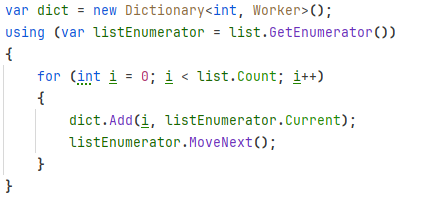 var dict = new Dictionary<int, Worker>();
using (var listEnumerator = list.GetEnumerator())
{
    for (int i = 0; i < list.Count; i++)
    {
        dict.Add(i, listEnumerator.Current);
        listEnumerator.MoveNext();
    }
}